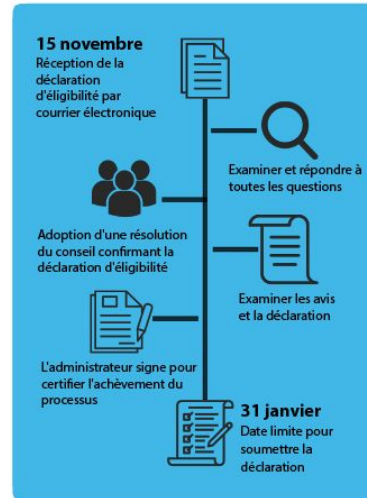 15 novembre
Réception de la
déclaration
d'éligibilité par
courrier électronique
Examiner et répondre à
toutes les questions
Adoption d'une résolution
du conseil confirmant la
déclaration d'éligibilité
Examiner les avis
et la déclaration
L'administrateur signe pour
certifier l'achèvement du
processus
31 janvier
Date limite pour
soumettre la
déclaration